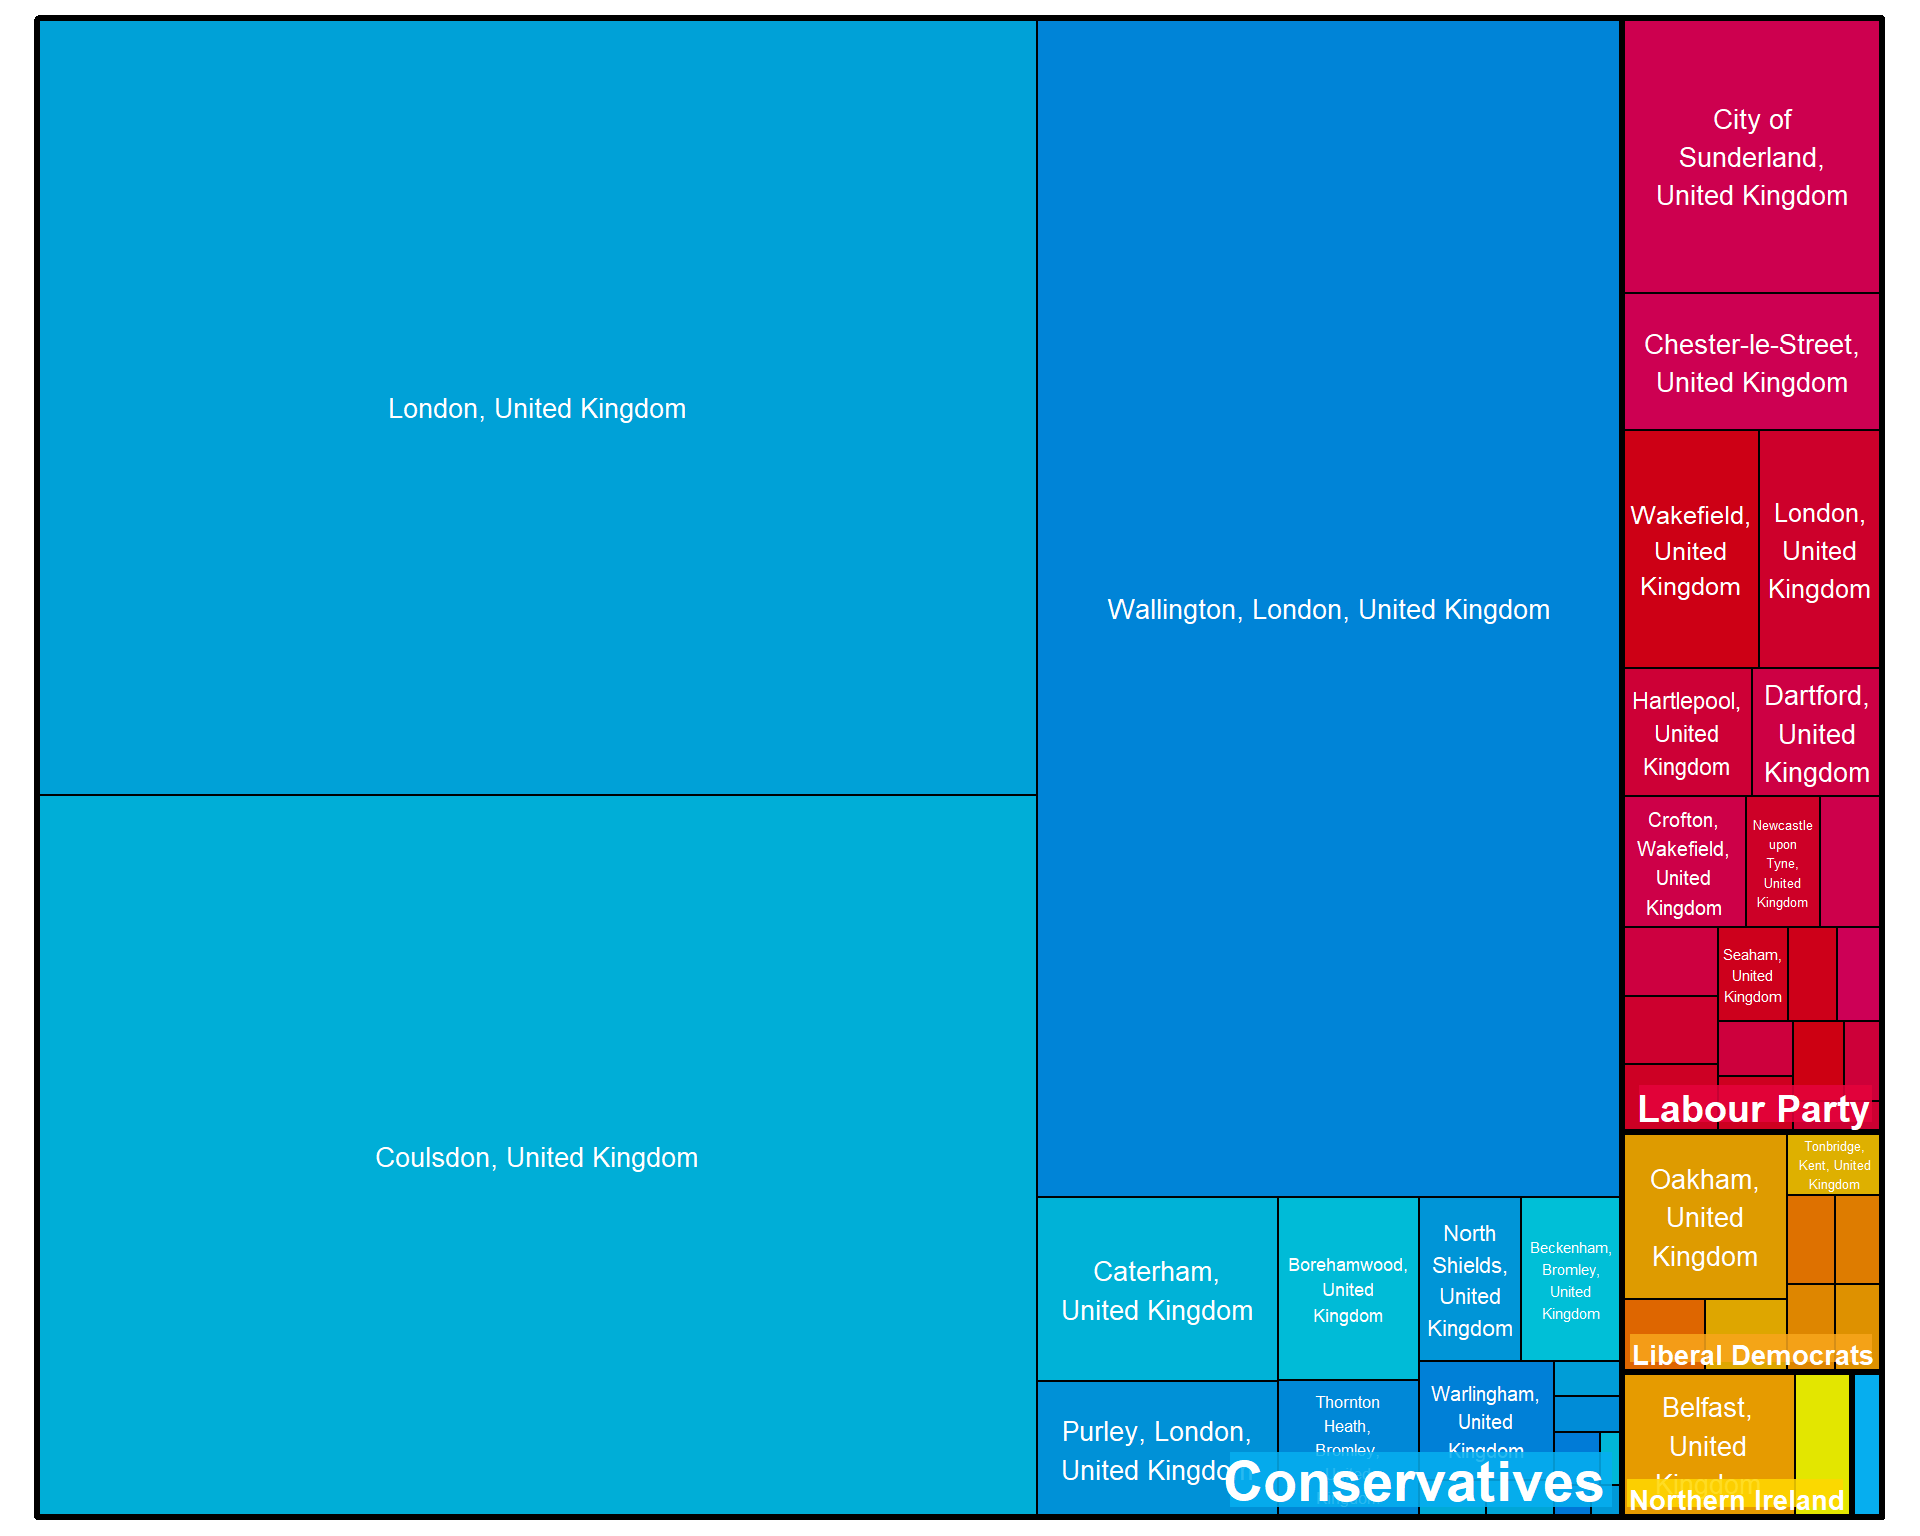 London, United Kingdom
Coulsdon, United Kingdom
Wallington, London, United Kingdom
Caterham,
United Kingdom
Purley, London,
United Kingdom
Borehamwood,
United
Kingdom
Thornton
Heath,
Bromley,
North
Shields,
United
Kingdom
Beckenham,
Bromley,
United
Kingdom
Warlingham,
United
Kingdom
Conservatives
City of
Sunderland,
United Kingdom
Chester-le-Street,
United Kingdom
Wakefield,
United
Kingdom
London,
United
Kingdom
Hartlepool,
United
Kingdom
Dartford,
United
Kingdom
Crofton,
Wakefield,
United
Kingdom
Newcastle
upon
Tyne,
United
Kingdom
Seaham,
United
Kingdom
Labour Party
Oakham,
United
Kingdom
Tonbridge,
Kent, United
Kingdom
Liberal Democrats
Belfast,
United
Kingdom
Northern Ireland